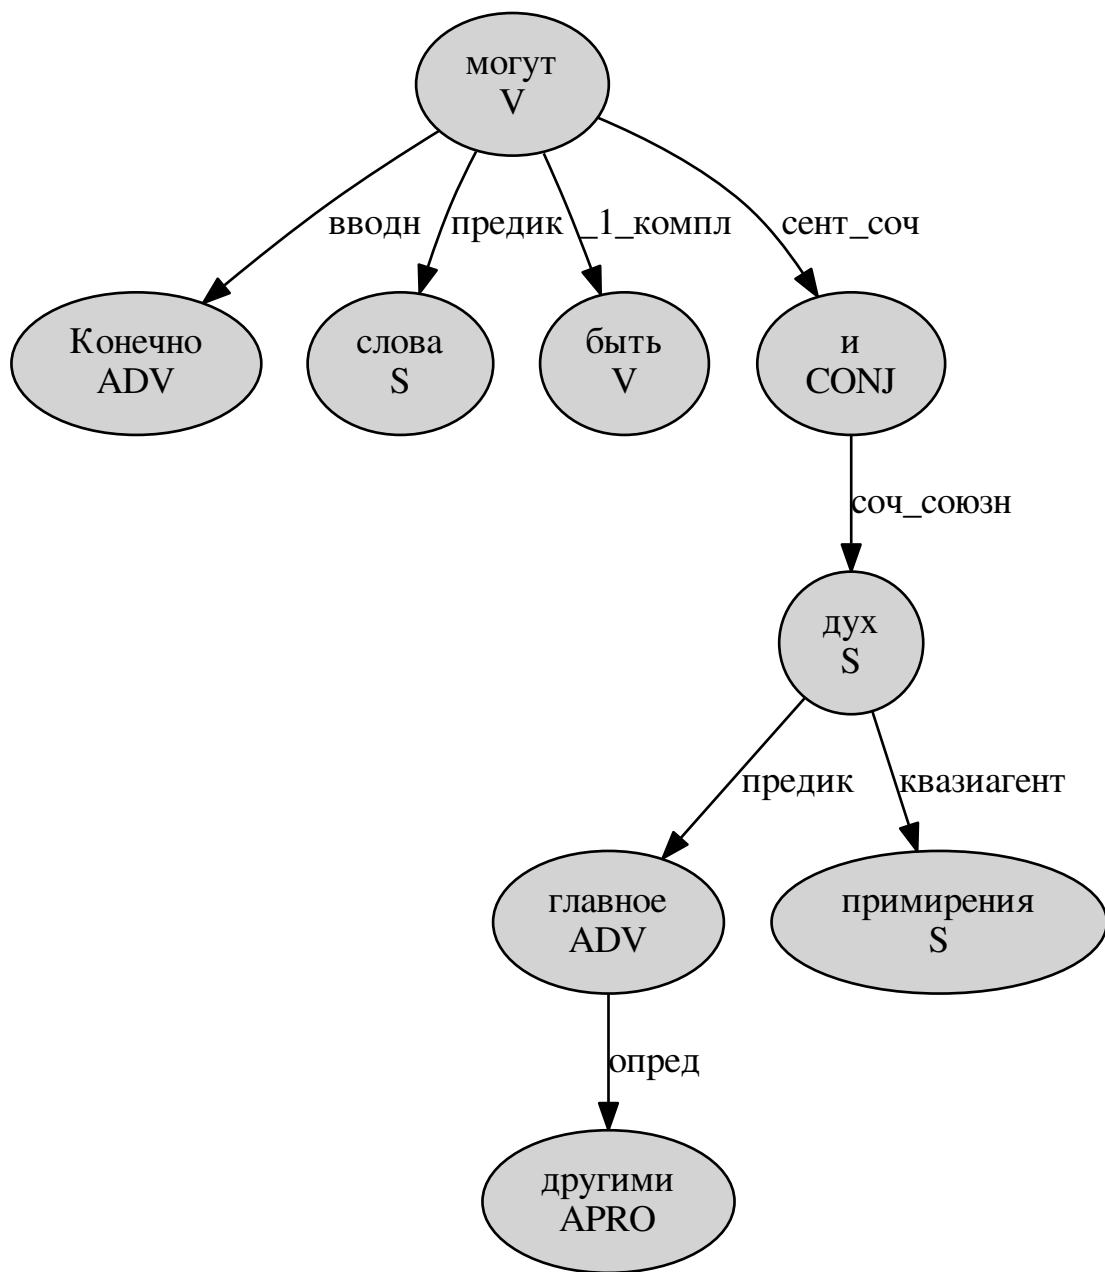 могут
V
вводн
предик
_1_компл
сент_соч
Конечно
ADV
слова
S
быть
V
и
CONJ
соч_союзн
дух
S
предик
квазиагент
главное
ADV
примирения
S
опред
другими
APRO